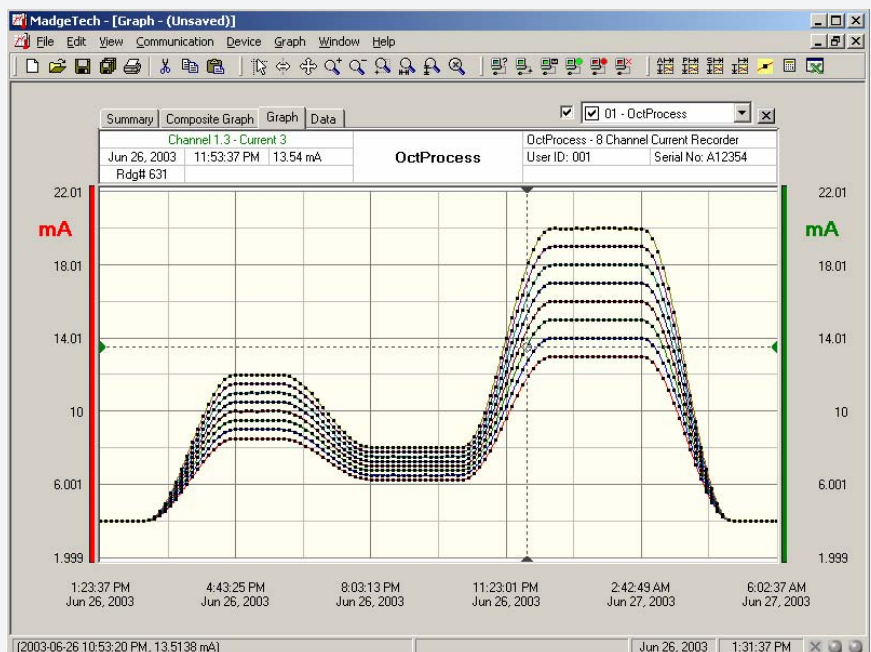 MadgeTech - [Graph - (Unsaved)]
File Edit View Communication Device Graph Window Help
Summary Composite Graph Graph Data
01 - OctProcess
Channel 1.3 - Current 3
Jun 26, 2003 11:53:37 PM 13.54 mA
Rdg# 631
OctProcess
OctProcess - 8 Channel Current Recorder
User ID: 001 Serial No: A12354
22.01 22.01
mA mA
18.01 18.01
14.01 14.01
10 10
6.001 6.001
1.999 1.999
1:23:37 PM 4:43:25 PM 8:03:13 PM 11:23:01 PM 2:42:49 AM 6:02:37 AM
Jun 26, 2003 Jun 26, 2003 Jun 26, 2003 Jun 26, 2003 Jun 27, 2003 Jun 27, 2003
(2003-06-26 10:53:20 PM, 13.5138 mA) Jun 26, 2003 1:31:37 PM